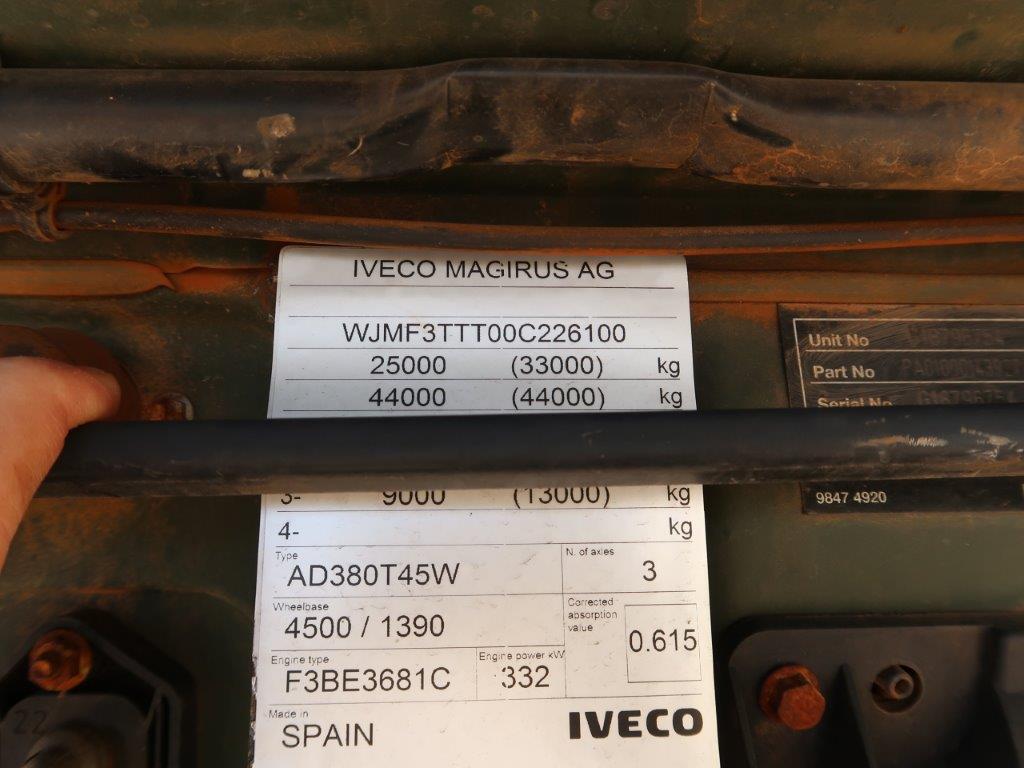 IVECO MAGIRUS AG
WJMF3TTT00C226100
25000 (33000) kg
44000 (44000) kg
3- 9000 (13000) kg
4- kg
Type
AD380T45W
N. of axles
3
Wheelbase
4500 / 1390
Corrected
absorption
value
0.615
Engine type
F3BE3681C
Engine power kW
332
Made in
SPAIN
IVECO
Unit No
Part No
Serial No
9847 4920
22